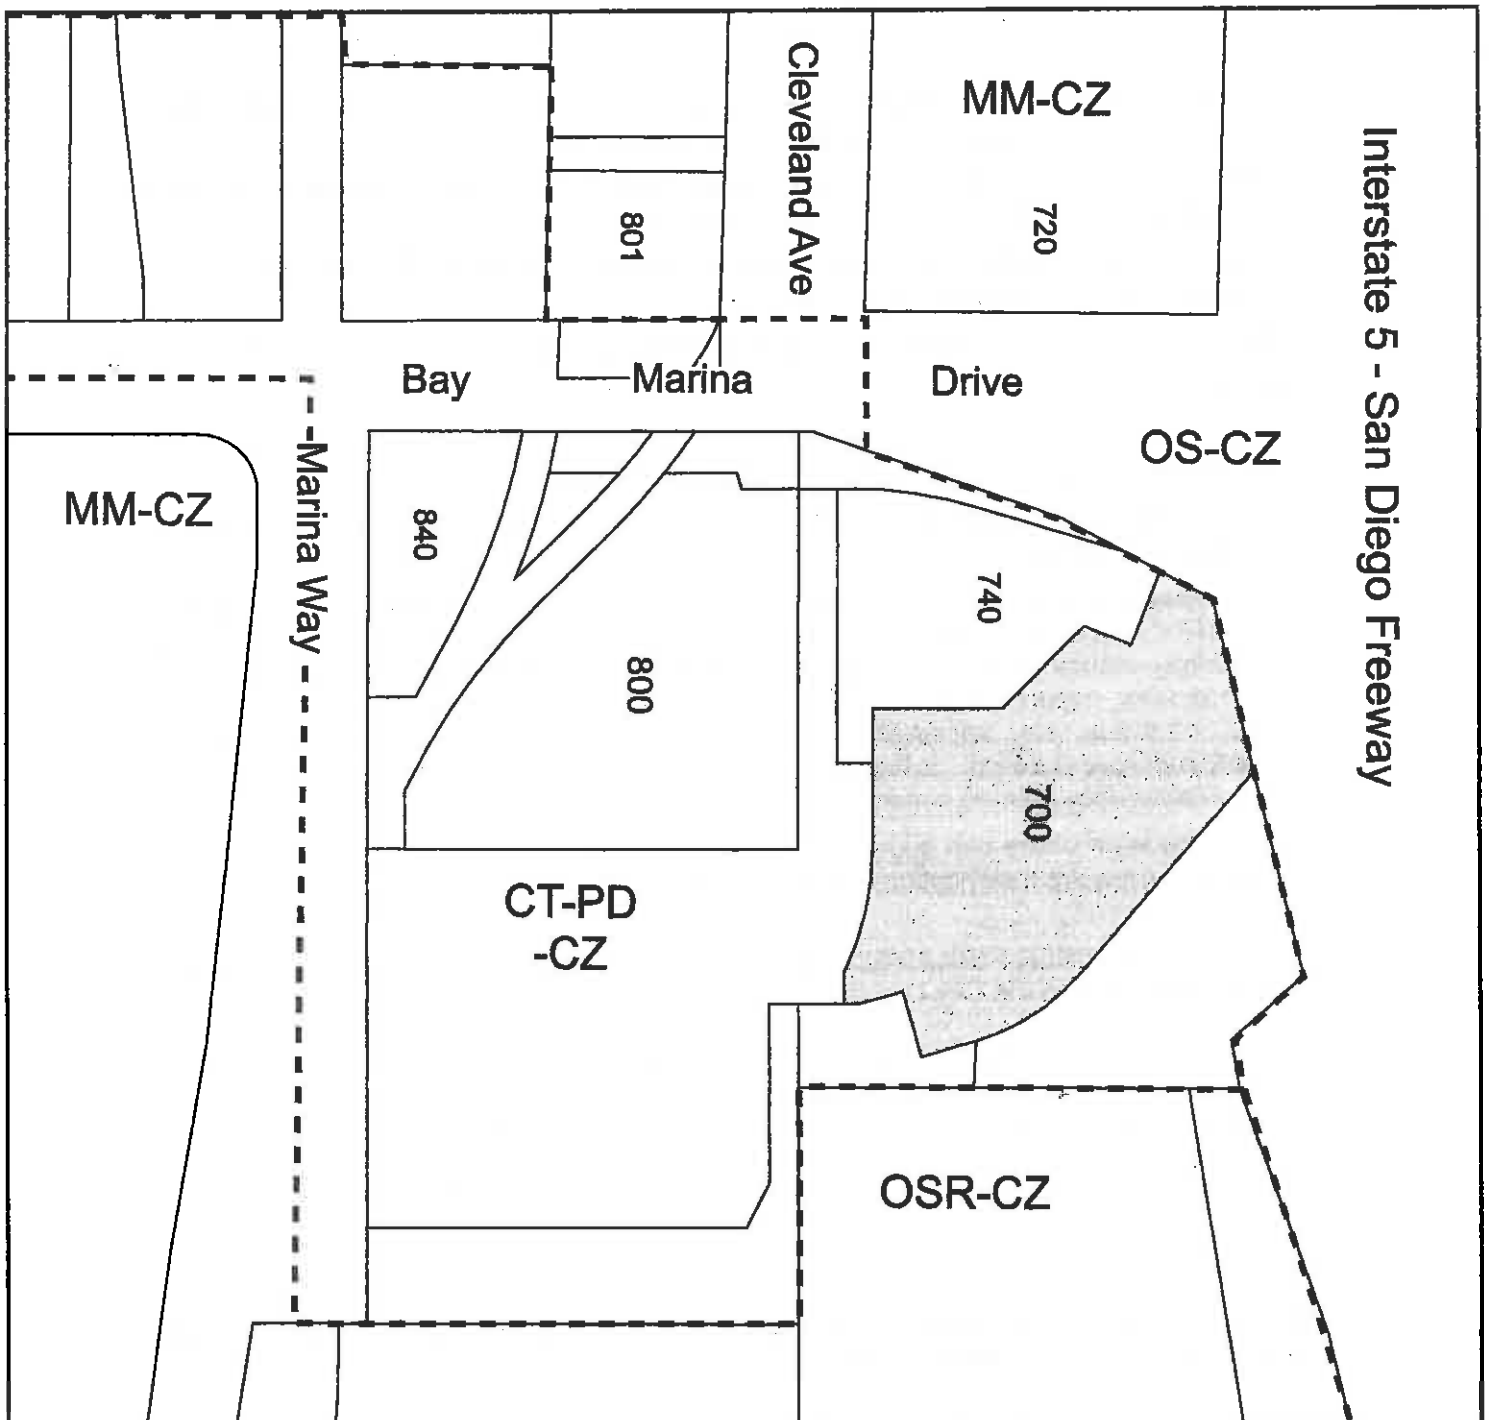 MM-CZ
Cleveland Ave
Interstate 5 - San Diego Freeway
720
801
Bay Marina Drive
OS-CZ
Marina Way
MM-CZ
840
740
800
700
CT-PD
-CZ
OSR-CZ